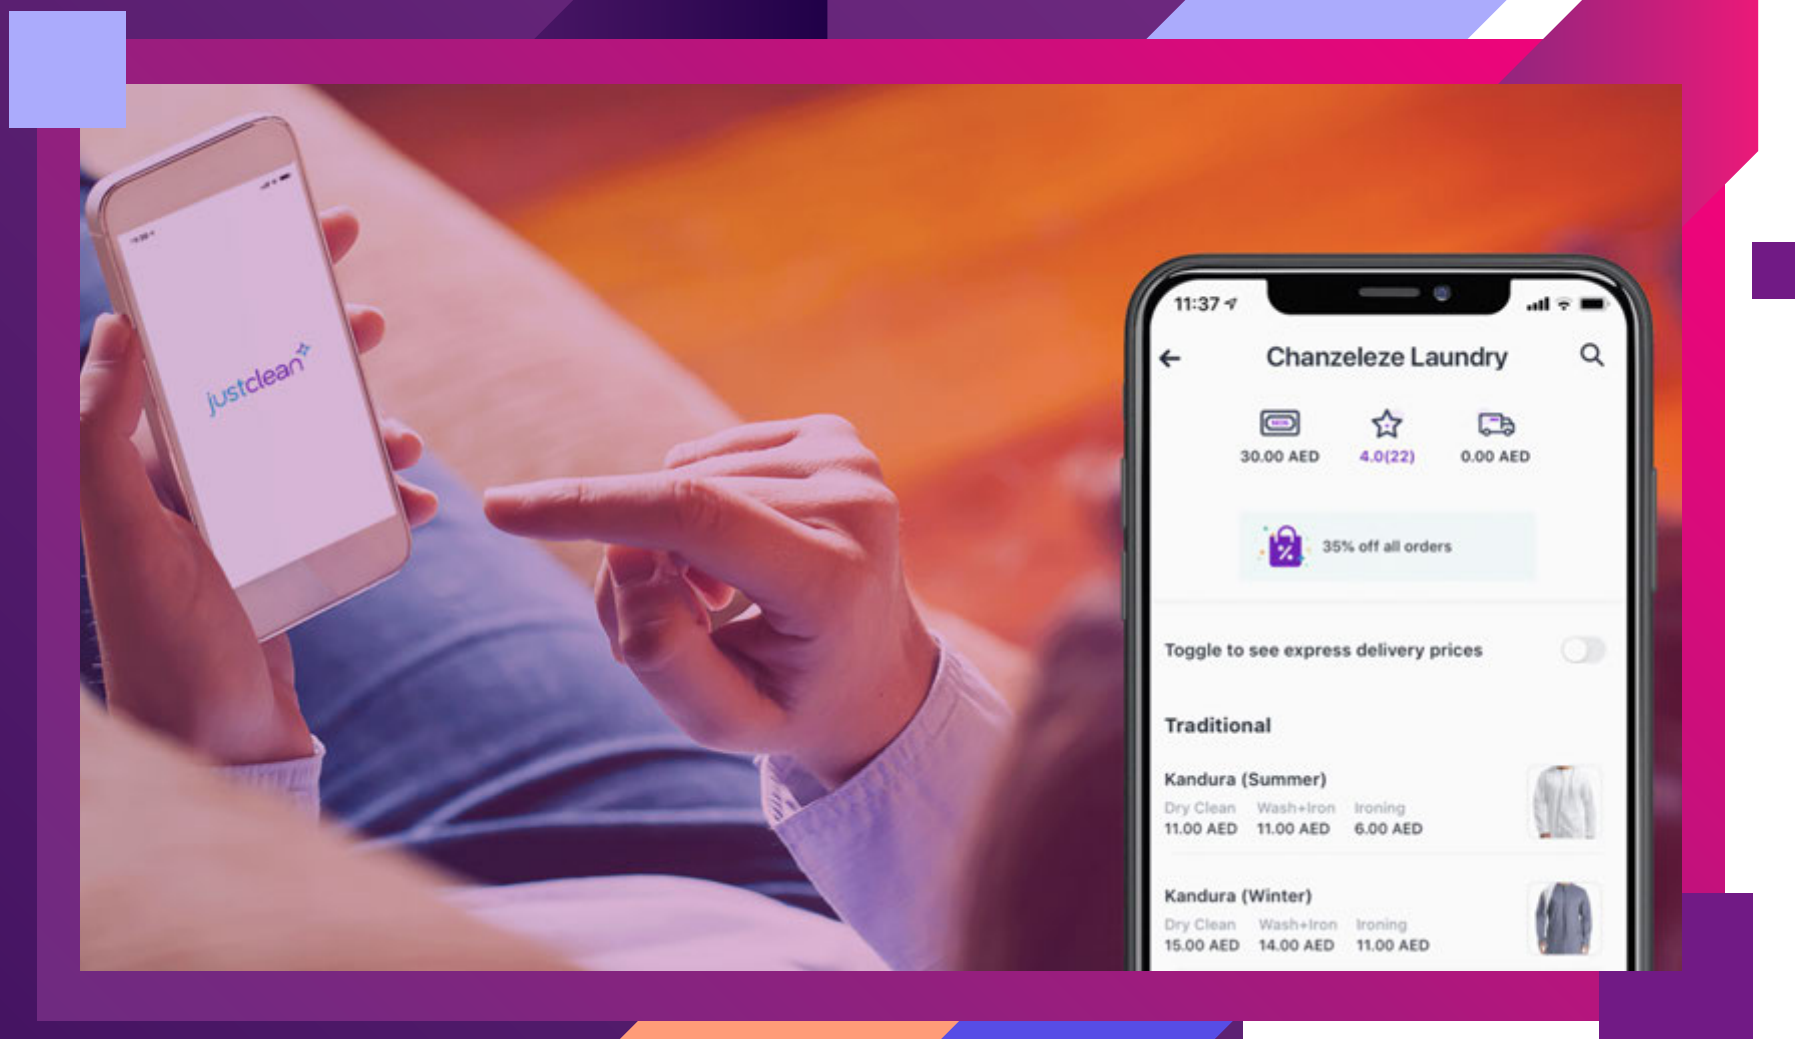 justclean
11:37
Chanzeleze Laundry
30.00 AED 4.0(22) 0.00 AED
35% off all orders
Toggle to see express delivery prices
Traditional
Kandura (Summer)
Dry Clean Wash+Iron Ironing
11.00 AED 11.00 AED 6.00 AED
Kandura (Winter)
Dry Clean Wash+Iron Ironing
15.00 AED 14.00 AED 11.00 AED